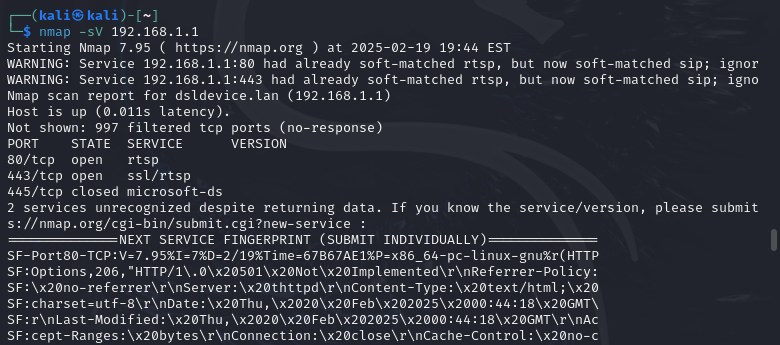 ┌──(kali㉿kali)-[~]
└─$ nmap -sV 192.168.1.1
Starting Nmap 7.95 ( https://nmap.org ) at 2025-02-19 19:44 EST
WARNING: Service 192.168.1.1:80 had already soft-matched rtsp, but now soft-matched sip; ignor
WARNING: Service 192.168.1.1:443 had already soft-matched rtsp, but now soft-matched sip; igno
Nmap scan report for dsldevice.lan (192.168.1.1)
Host is up (0.011s latency).
Not shown: 997 filtered tcp ports (no-response)
PORT    STATE  SERVICE      VERSION
80/tcp  open   rtsp
443/tcp open   ssl/rtsp
445/tcp closed microsoft-ds
2 services unrecognized despite returning data. If you know the service/version, please submit
s://nmap.org/cgi-bin/submit.cgi?new-service :
==============NEXT SERVICE FINGERPRINT (SUBMIT INDIVIDUALLY)==============
SF-Port80-TCP:V=7.95%I=7%D=2/19%Time=67B67AE1%P=x86_64-pc-linux-gnu%r(HTTP
SF:Options,206,"HTTP/1\.0\x20501\x20Not\x20Implemented\r\nReferrer-Policy:
SF:\x20no-referrer\r\nServer:\x20thttpd\r\nContent-Type:\x20text/html;\x20
SF:charset=utf-8\r\nDate:\x20Thu,\x2020\x20Feb\x202025\x2000:44:18\x20GMT\
SF:r\nLast-Modified:\x20Thu,\x2020\x20Feb\x202025\x2000:44:18\x20GMT\r\nAc
SF:cept-Ranges:\x20bytes\r\nConnection:\x20close\r\nCache-Control:\x20no-c